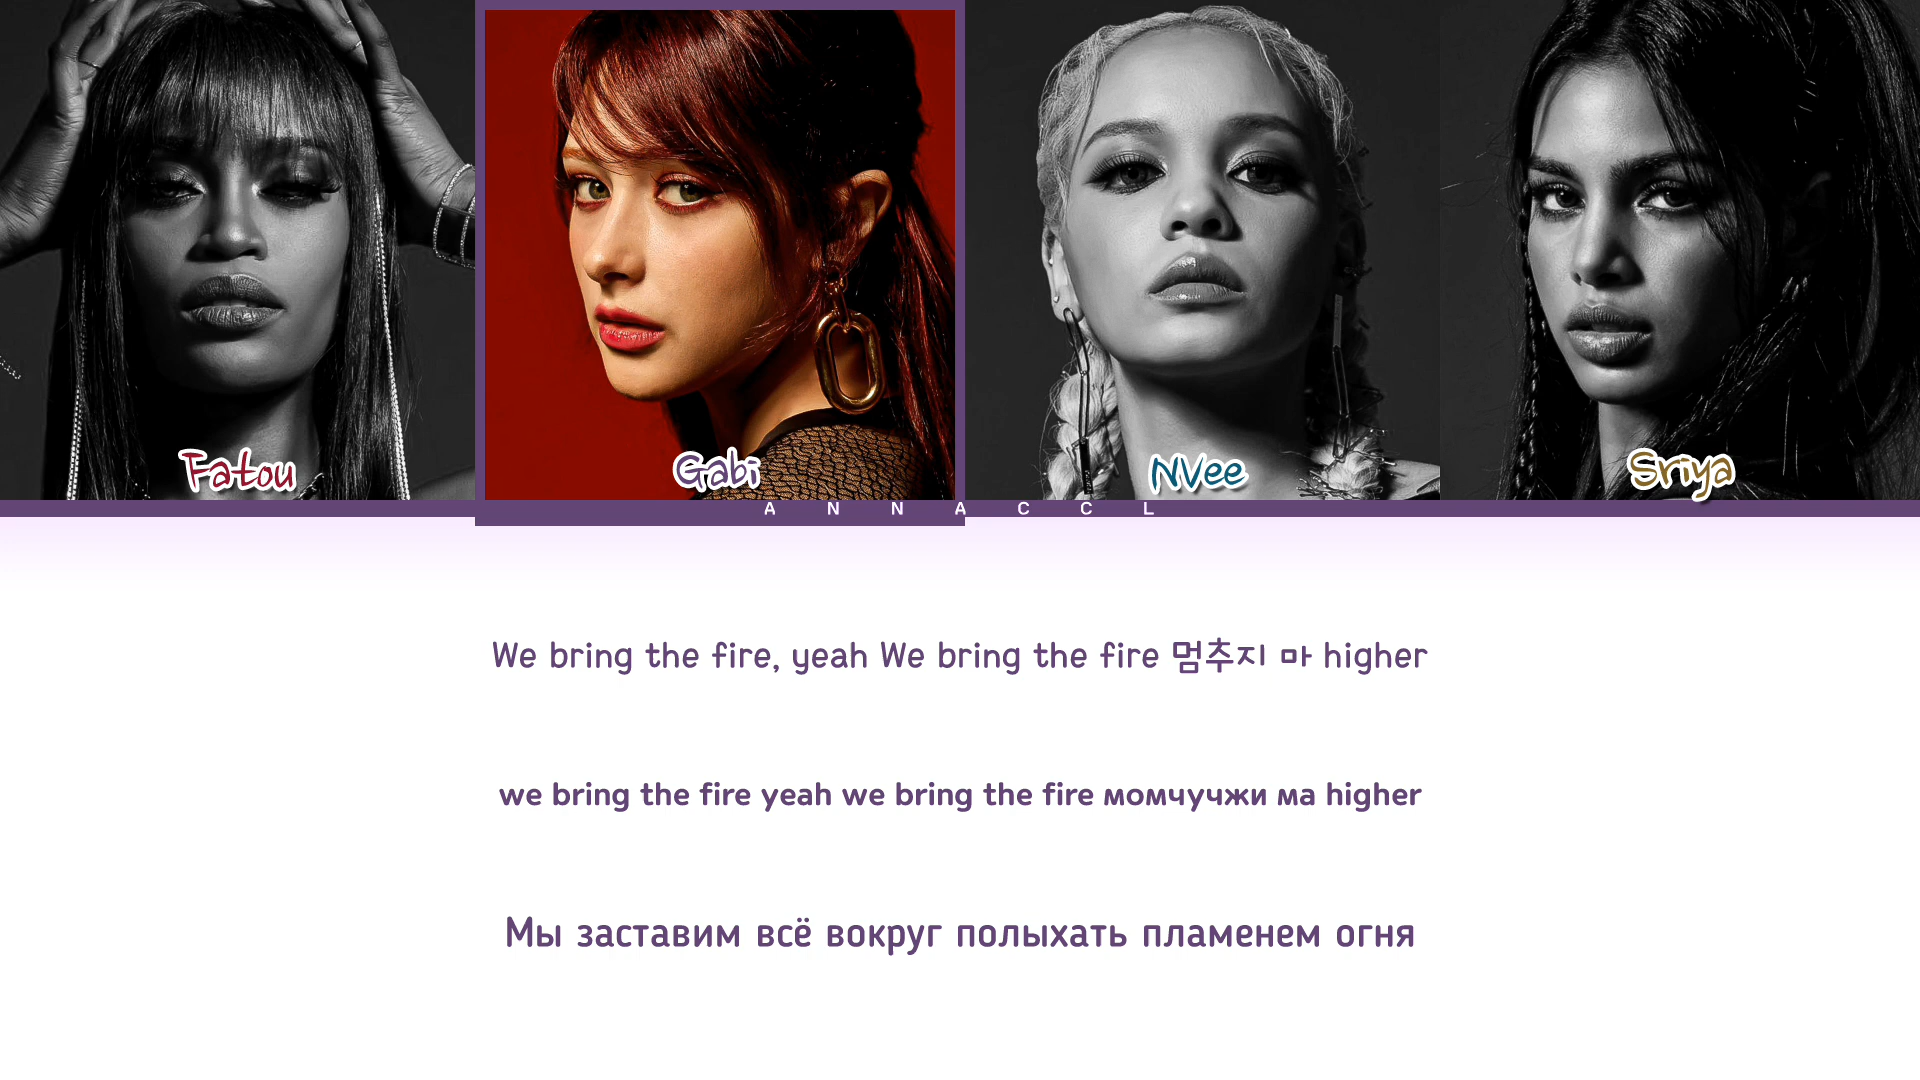 Fatou
Gabi
NVee
Sriya
ANNACCL
We bring the fire, yeah We bring the fire 멈추지 마 higher
we bring the fire yeah we bring the fire момчучжи ма higher
Мы заставим всё вокруг полыхать пламенем огня